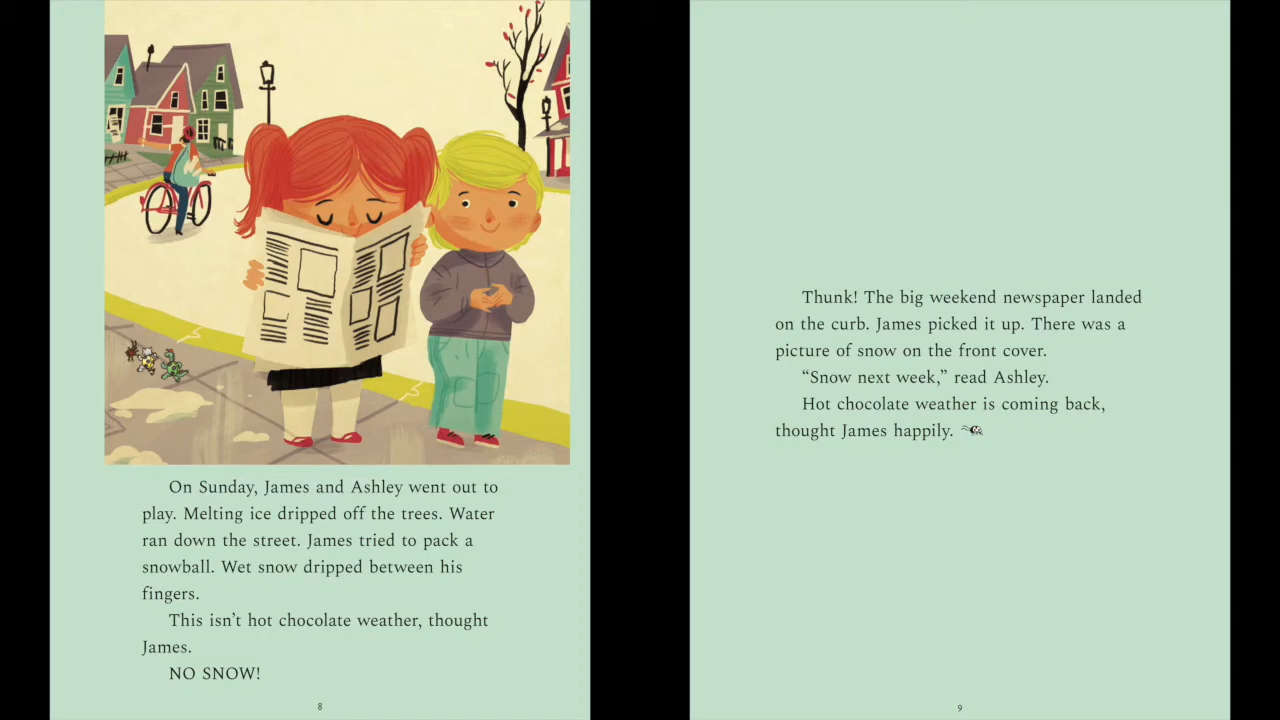 On Sunday, James and Ashley went out to
play. Melting ice dripped off the trees. Water
ran down the street. James tried to pack a
snowball. Wet snow dripped between his
fingers.
This isn’t hot chocolate weather, thought
James.
NO SNOW!
8
Thunk! The big weekend newspaper landed
on the curb. James picked it up. There was a
picture of snow on the front cover.
“Snow next week,” read Ashley.
Hot chocolate weather is coming back,
thought James happily.
9